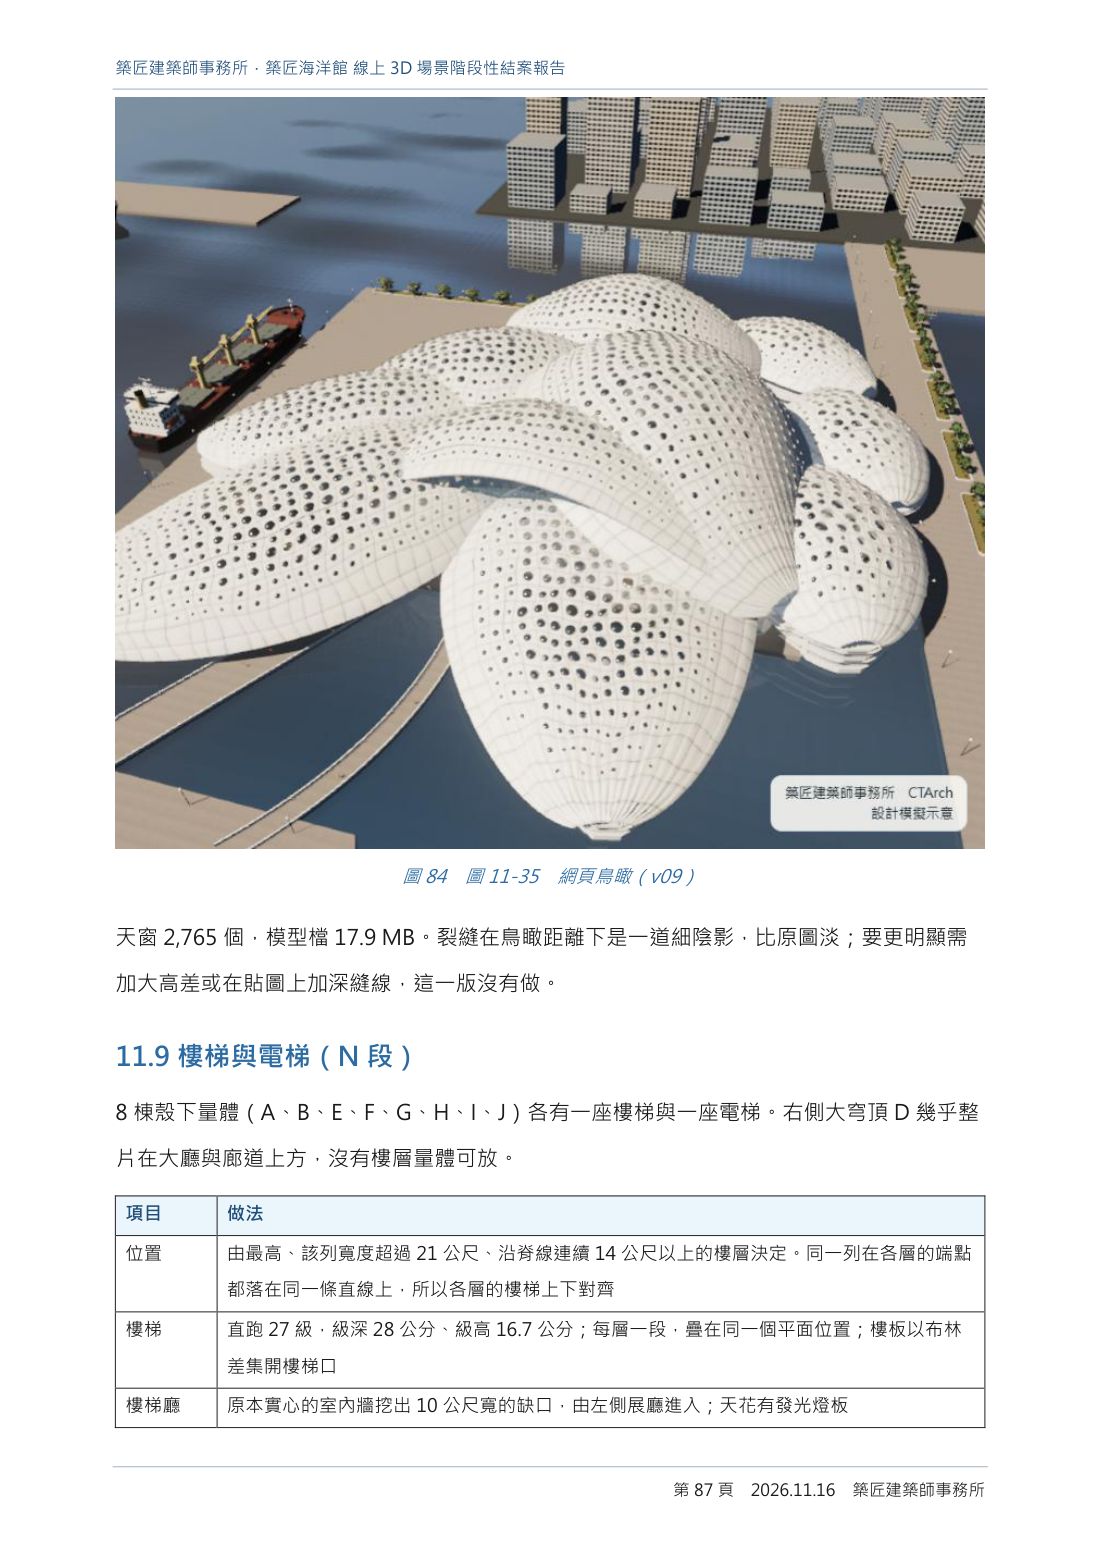 築匠建築師事務所．築匠海洋館 線上 3D 場景階段性結案報告
築匠建築師事務所　CTArch
設計模擬示意
圖 84　圖 11-35　網頁鳥瞰（v09）
天窗 2,765 個，模型檔 17.9 MB。裂縫在鳥瞰距離下是一道細陰影，比原圖淡；要更明顯需
加大高差或在貼圖上加深縫線，這一版沒有做。
11.9 樓梯與電梯（N 段）
8 棟殼下量體（A、B、E、F、G、H、I、J）各有一座樓梯與一座電梯。右側大穹頂 D 幾乎整
片在大廳與廊道上方，沒有樓層量體可放。
項目　做法
位置　由最高、該列寬度超過 21 公尺、沿脊線連續 14 公尺以上的樓層決定。同一列在各層的端點
都落在同一條直線上，所以各層的樓梯上下對齊
樓梯　直跑 27 級，級深 28 公分、級高 16.7 公分；每層一段，疊在同一個平面位置；樓板以布林
差集開樓梯口
樓梯廳　原本實心的室內牆挖出 10 公尺寬的缺口，由左側展廳進入；天花有發光燈板
第 87 頁　2026.11.16　築匠建築師事務所